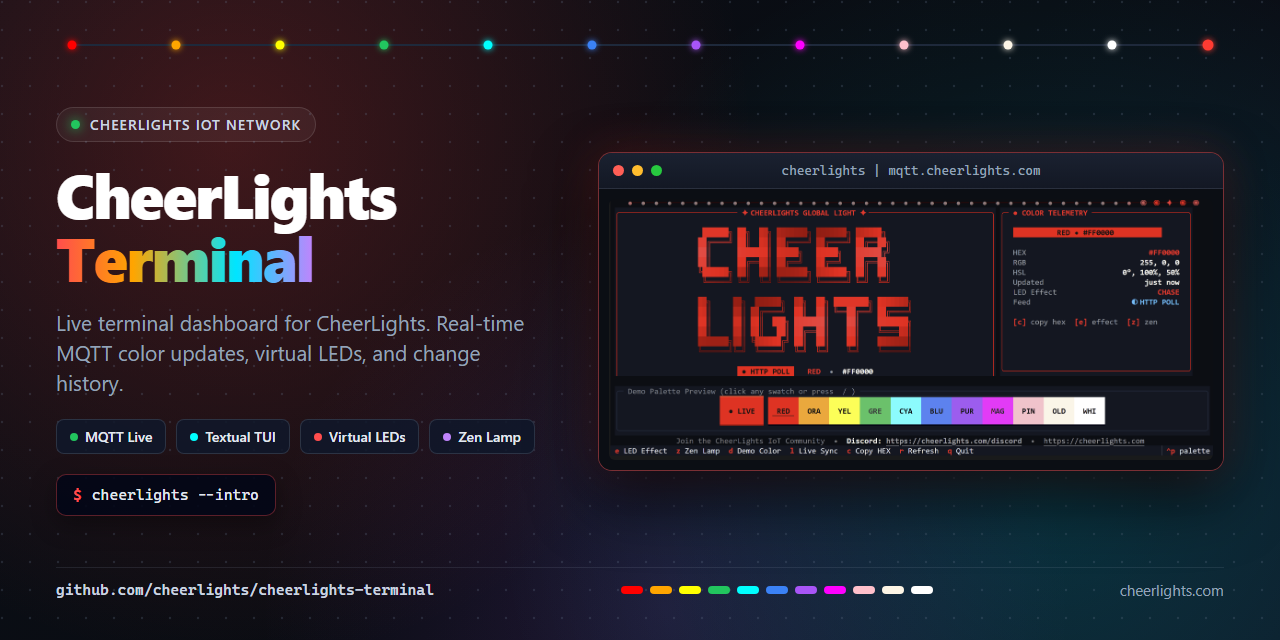 CHEERLIGHTS IOT NETWORK
CheerLights
Terminal
Live terminal dashboard for CheerLights. Real-time
MQTT color updates, virtual LEDs, and change
history.
MQTT Live
Textual TUI
Virtual LEDs
Zen Lamp
$ cheerlights --intro
cheerlights | mqtt.cheerlights.com
✦ CHEERLIGHTS GLOBAL LIGHT ✦
CHEER
LIGHTS
● HTTP POLL RED • #FF0000
● COLOR TELEMETRY
RED • #FF0000
HEX #FF0000
RGB 255, 0, 0
HSL 0°, 100%, 50%
Updated just now
LED Effect CHASE
Feed ◐ HTTP POLL
[c] copy hex [e] effect [z] zen
Demo Palette Preview (click any swatch or press / )
● LIVE RED ORA YEL GRE CYA BLU PUR MAG PIN OLD WHI
Join the CheerLights IoT Community • Discord: https://cheerlights.com/discord • https://cheerlights.com
e LED Effect z Zen Lamp d Demo Color l Live Sync c Copy HEX r Refresh q Quit ^p palette
github.com/cheerlights/cheerlights-terminal
cheerlights.com